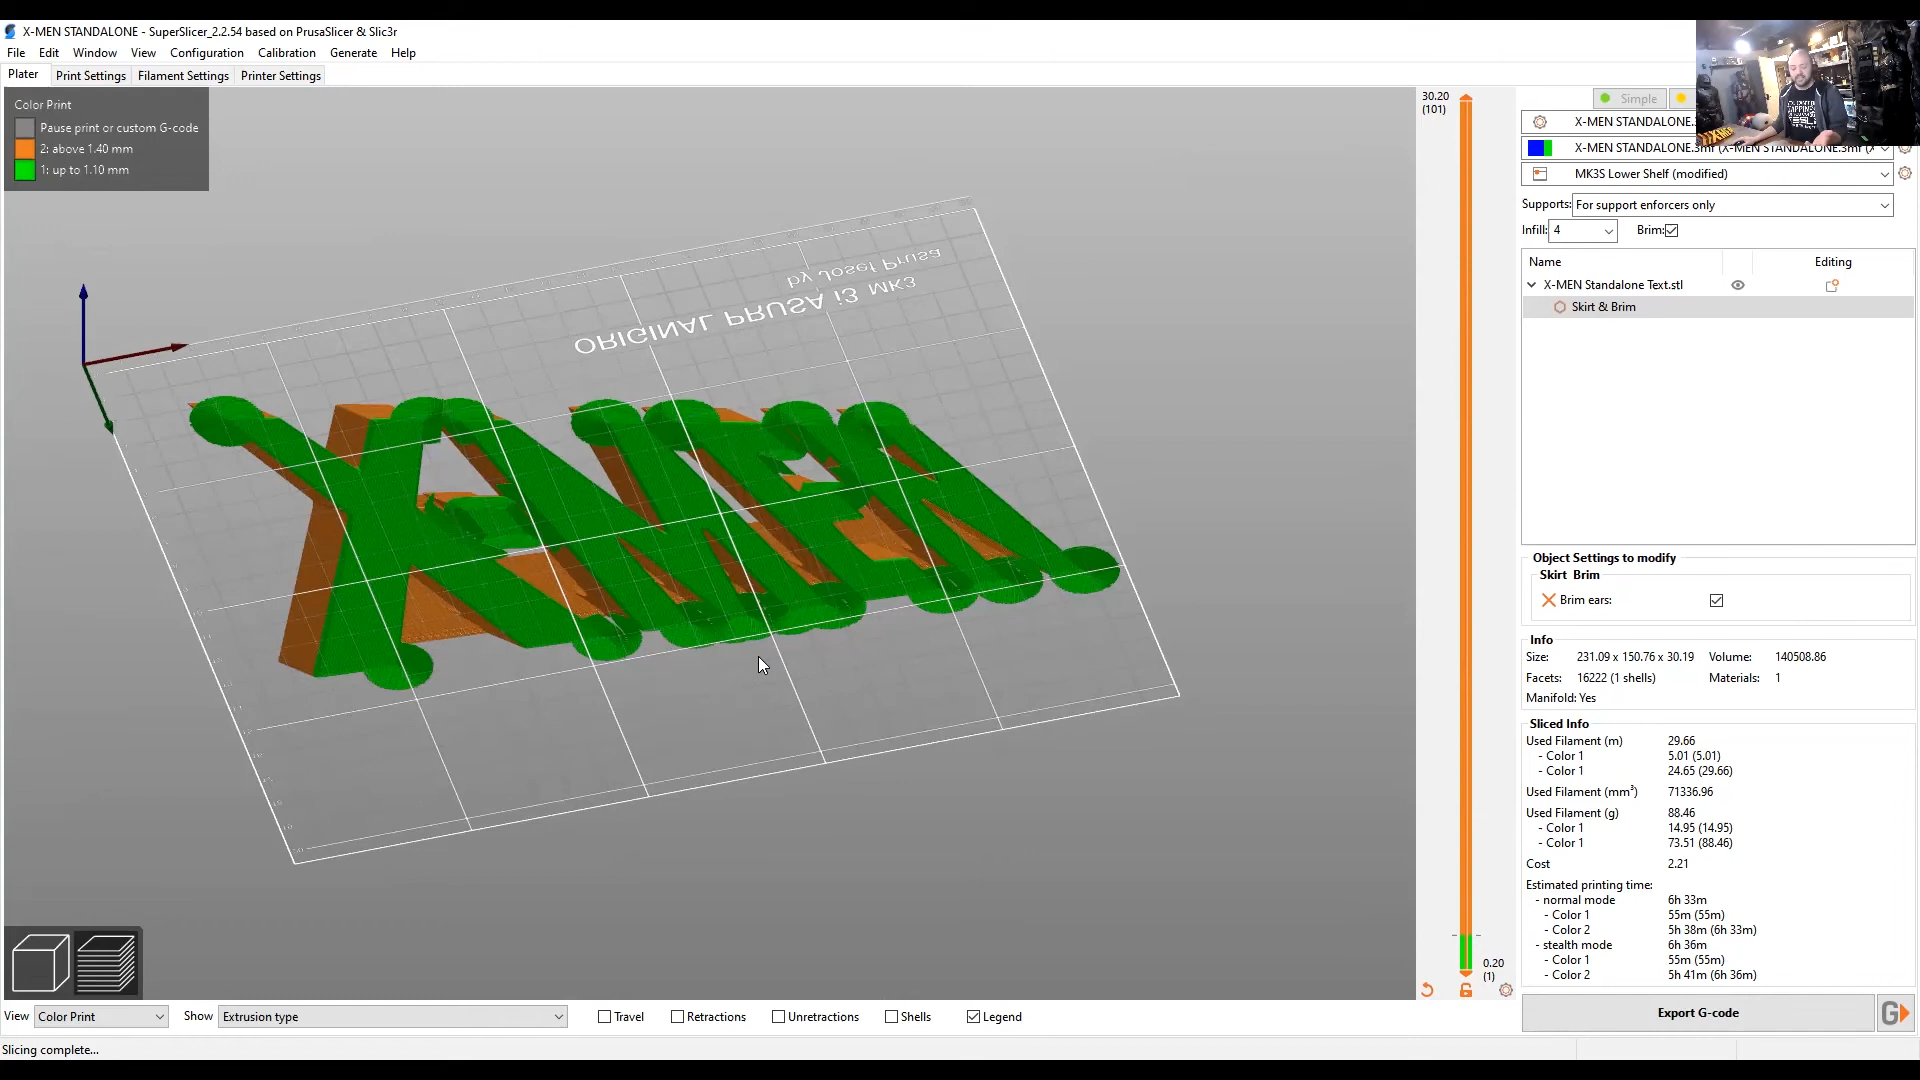 X-MEN STANDALONE - SuperSlicer_2.2.54 based on PrusaSlicer & Slic3r
File Edit Window View Configuration Calibration Generate Help
Plater Print Settings Filament Settings Printer Settings
Color Print
Pause print or custom G-code
2: above 1.40 mm
1: up to 1.10 mm
by Josef Prusa
ORIGINAL PRUSA i3 MK3
30.20
(101)
0.20
(1)
Simple
X-MEN STANDALONE.3
X-MEN STANDALONE.3mf (X-MEN STANDALONE.3mf (X
MK3S Lower Shelf (modified)
Supports: For support enforcers only
Infill: 4 Brim:
Name Editing
X-MEN Standalone Text.stl
Skirt & Brim
Object Settings to modify
Skirt Brim
Brim ears:
Info
Size: 231.09 x 150.76 x 30.19 Volume: 140508.86
Facets: 16222 (1 shells) Materials: 1
Manifold: Yes
Sliced Info
Used Filament (m) 29.66
- Color 1 5.01 (5.01)
- Color 1 24.65 (29.66)
Used Filament (mm³) 71336.96
Used Filament (g) 88.46
- Color 1 14.95 (14.95)
- Color 1 73.51 (88.46)
Cost 2.21
Estimated printing time:
- normal mode 6h 33m
- Color 1 55m (55m)
- Color 2 5h 38m (6h 33m)
- stealth mode 6h 36m
- Color 1 55m (55m)
- Color 2 5h 41m (6h 36m)
Export G-code
View Color Print Show Extrusion type Travel Retractions Unretractions Shells Legend
Slicing complete...